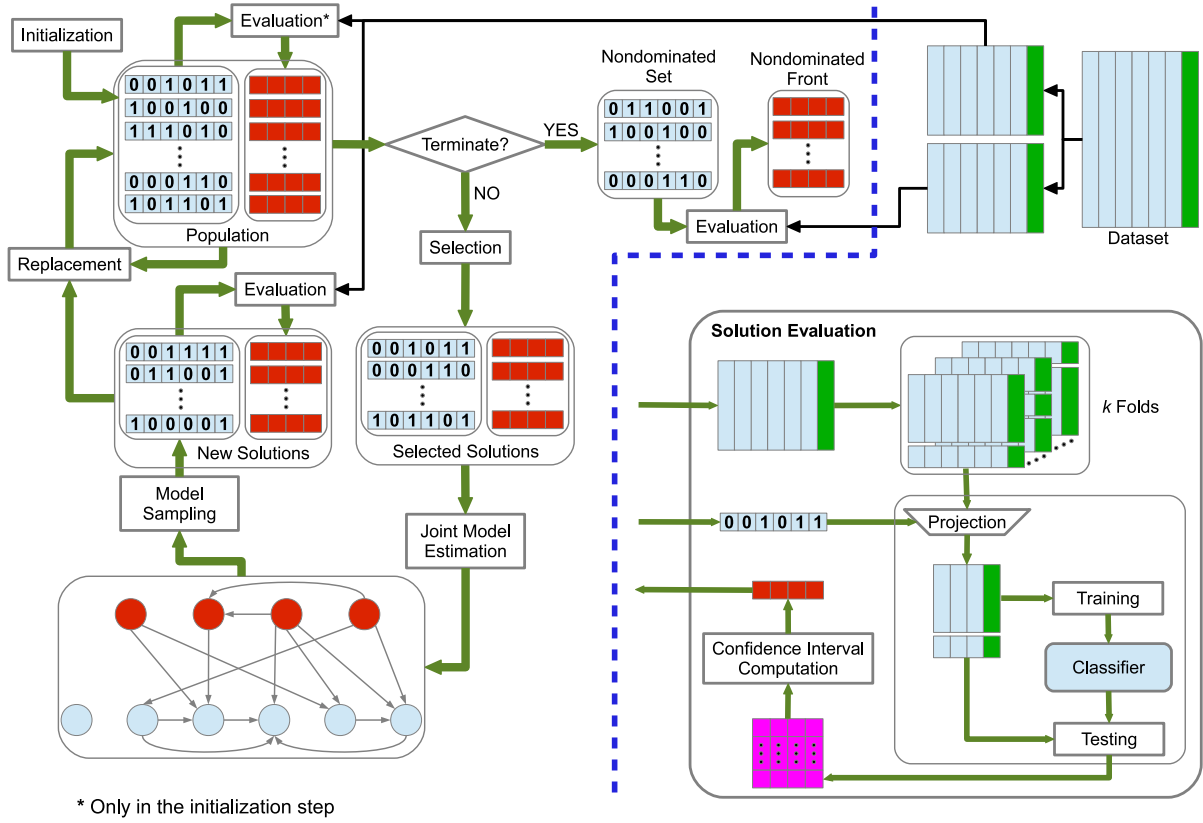 Initialization
Evaluation*
0 0 1 0 1 1
1 0 0 1 0 0
1 1 1 0 1 0
0 0 0 1 1 0
1 0 1 1 0 1
Population
Terminate?
YES
NO
Nondominated
Set
0 1 1 0 0 1
1 0 0 1 0 0
0 0 0 1 1 0
Nondominated
Front
Evaluation
Dataset
Replacement
Evaluation
Selection
0 0 1 1 1 1
0 1 1 0 0 1
1 0 0 0 0 1
New Solutions
0 0 1 0 1 1
0 0 0 1 1 0
1 0 1 1 0 1
Selected Solutions
Model
Sampling
Joint Model
Estimation
* Only in the initialization step
Solution Evaluation
k Folds
0 0 1 0 1 1
Projection
Training
Classifier
Testing
Confidence Interval
Computation